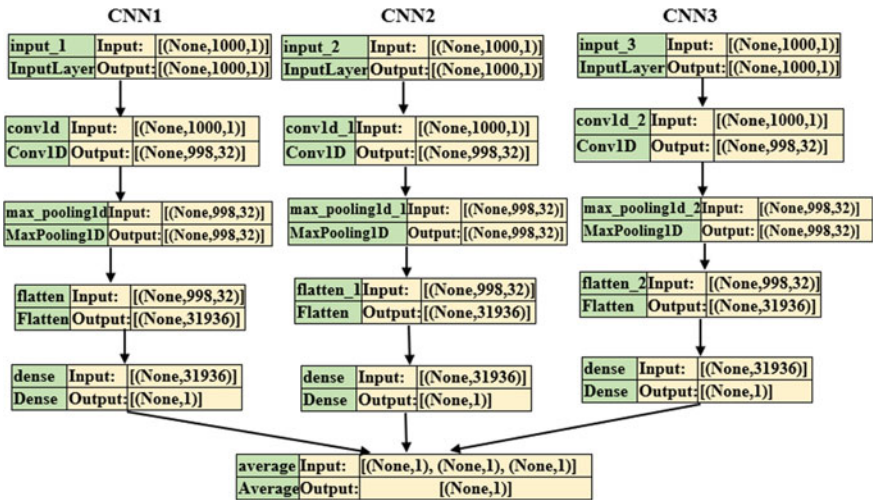 CNN1 CNN2 CNN3
input_1 Input: [(None,1000,1)]
InputLayer Output: [(None,1000,1)]
input_2 Input: [(None,1000,1)]
InputLayer Output: [(None,1000,1)]
input_3 Input: [(None,1000,1)]
InputLayer Output: [(None,1000,1)]
conv1d Input: [(None,1000,1)]
Conv1D Output: [(None,998,32)]
conv1d_1 Input: [(None,1000,1)]
Conv1D Output: [(None,998,32)]
conv1d_2 Input: [(None,1000,1)]
Conv1D Output: [(None,998,32)]
max_pooling1d Input: [(None,998,32)]
MaxPooling1D Output: [(None,998,32)]
max_pooling1d_1 Input: [(None,998,32)]
MaxPooling1D Output: [(None,998,32)]
max_pooling1d_2 Input: [(None,998,32)]
MaxPooling1D Output: [(None,998,32)]
flatten Input: [(None,998,32)]
Flatten Output: [(None,31936)]
flatten_1 Input: [(None,998,32)]
Flatten Output: [(None,31936)]
flatten_2 Input: [(None,998,32)]
Flatten Output: [(None,31936)]
dense Input: [(None,31936)]
Dense Output: [(None,1)]
dense Input: [(None,31936)]
Dense Output: [(None,1)]
dense Input: [(None,31936)]
Dense Output: [(None,1)]
average Input: [(None,1), (None,1), (None,1)]
Average Output: [(None,1)]